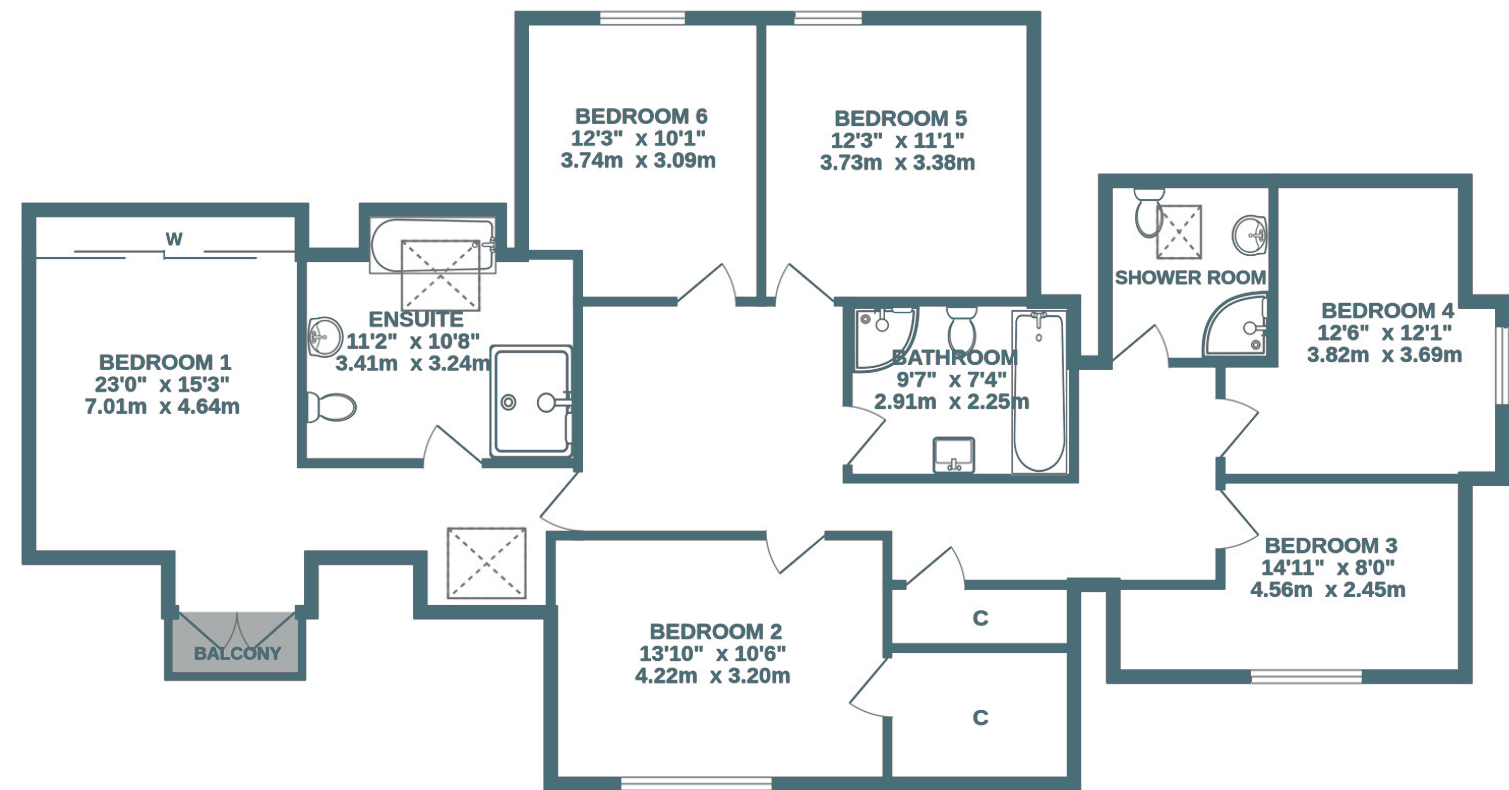 BEDROOM 6
12'3" x 10'1"
3.74m x 3.09m
BEDROOM 5
12'3" x 11'1"
3.73m x 3.38m
W
SHOWER ROOM
ENSUITE
11'2" x 10'8"
3.41m x 3.24m
BEDROOM 4
12'6" x 12'1"
3.82m x 3.69m
BEDROOM 1
23'0" x 15'3"
7.01m x 4.64m
BATHROOM
9'7" x 7'4"
2.91m x 2.25m
BEDROOM 3
14'11" x 8'0"
4.56m x 2.45m
BEDROOM 2
13'10" x 10'6"
4.22m x 3.20m
C
BALCONY
C